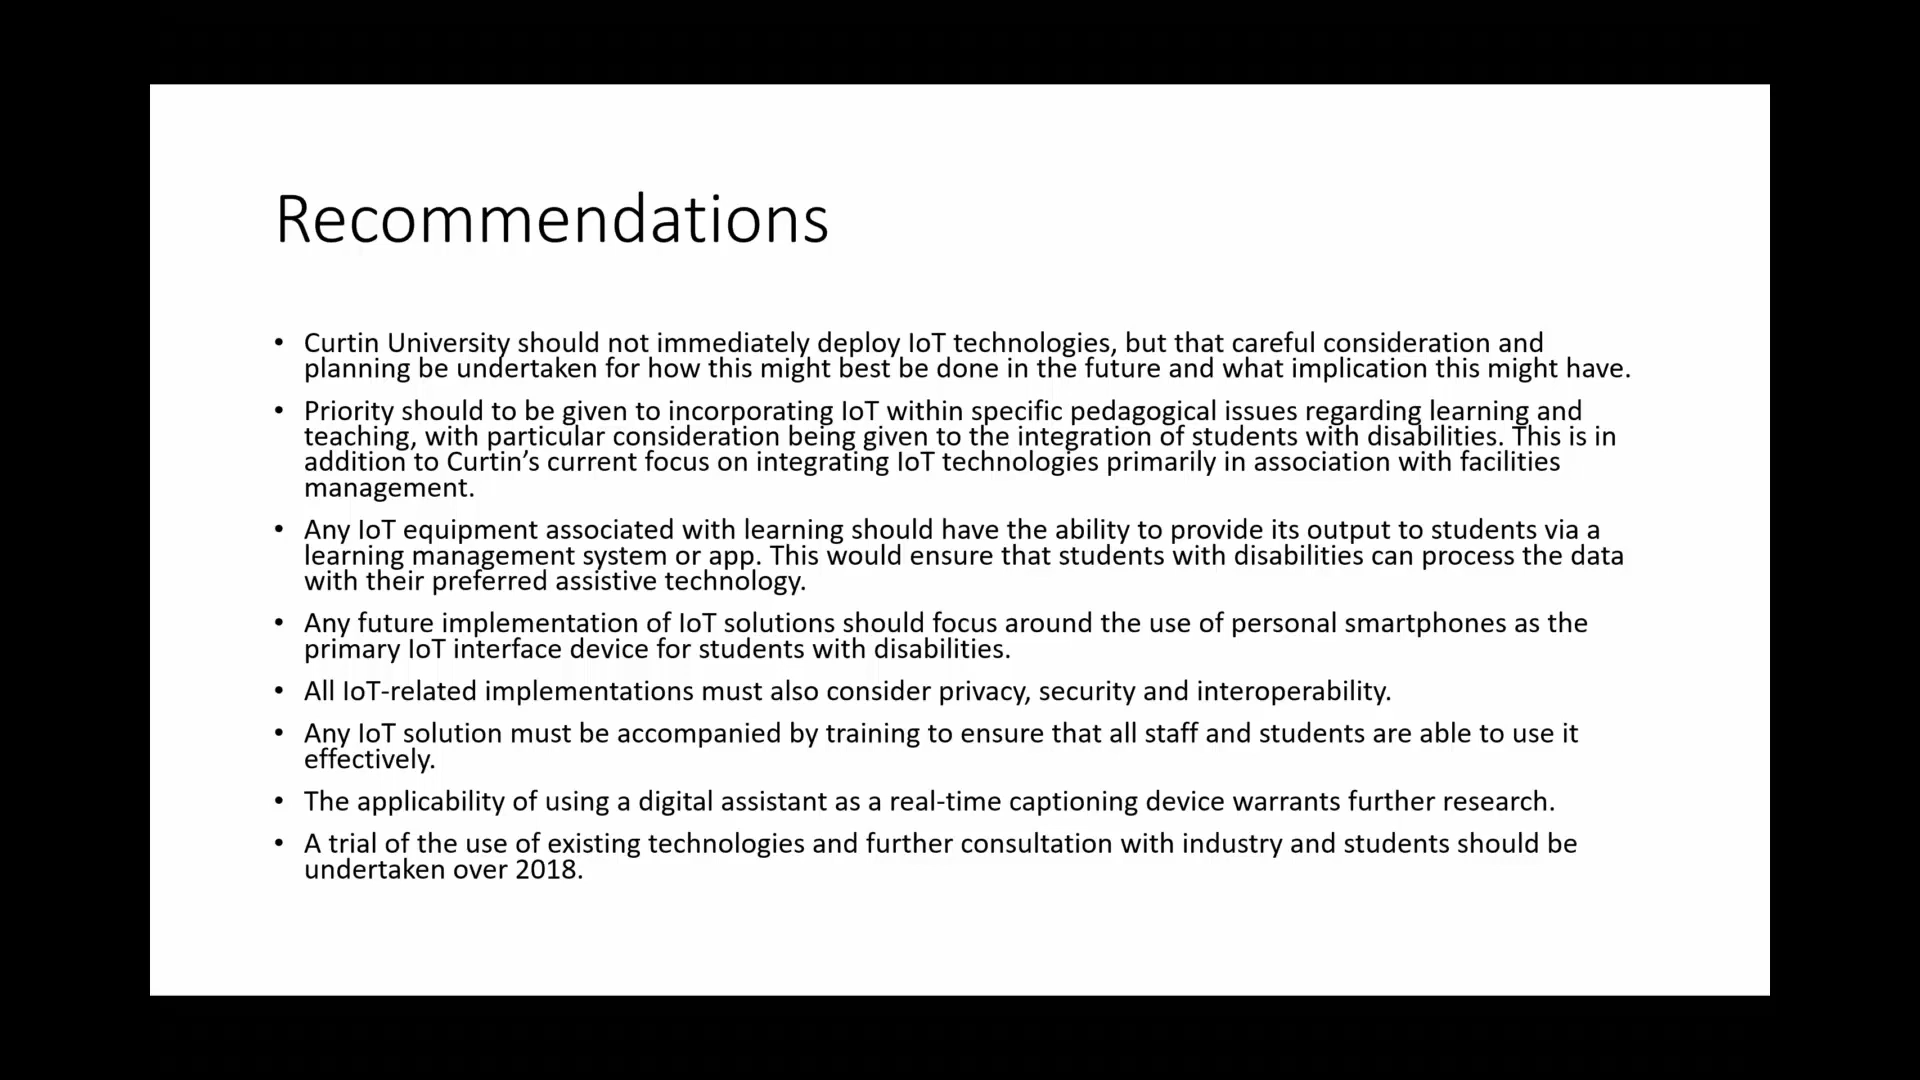 Recommendations
• Curtin University should not immediately deploy IoT technologies, but that careful consideration and
planning be undertaken for how this might best be done in the future and what implication this might have.
• Priority should to be given to incorporating IoT within specific pedagogical issues regarding learning and
teaching, with particular consideration being given to the integration of students with disabilities. This is in
addition to Curtin’s current focus on integrating IoT technologies primarily in association with facilities
management.
• Any IoT equipment associated with learning should have the ability to provide its output to students via a
learning management system or app. This would ensure that students with disabilities can process the data
with their preferred assistive technology.
• Any future implementation of IoT solutions should focus around the use of personal smartphones as the
primary IoT interface device for students with disabilities.
• All IoT-related implementations must also consider privacy, security and interoperability.
• Any IoT solution must be accompanied by training to ensure that all staff and students are able to use it
effectively.
• The applicability of using a digital assistant as a real-time captioning device warrants further research.
• A trial of the use of existing technologies and further consultation with industry and students should be
undertaken over 2018.